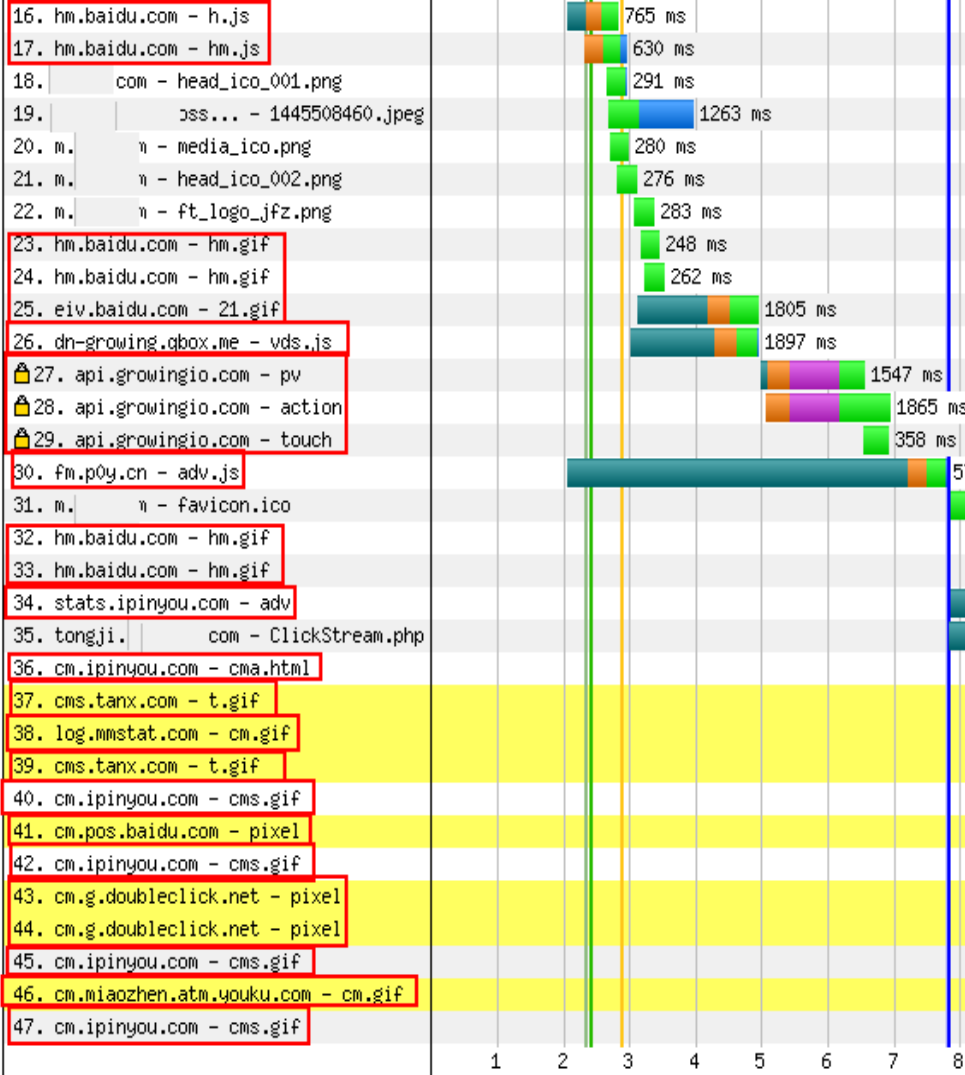 16. hm.baidu.com - h.js 765 ms
17. hm.baidu.com - hm.js 630 ms
18. com - head_ico_001.png 291 ms
19. oss... - 1445508460.jpeg 1263 ms
20. m. - media_ico.png 280 ms
21. m. - head_ico_002.png 276 ms
22. m. - ft_logo_jfz.png 283 ms
23. hm.baidu.com - hm.gif 248 ms
24. hm.baidu.com - hm.gif 262 ms
25. eiv.baidu.com - 21.gif 1805 ms
26. dn-growing.qbox.me - vds.js 1897 ms
27. api.growingio.com - pv 1547 ms
28. api.growingio.com - action 1865 ms
29. api.growingio.com - touch 358 ms
30. fm.p0y.cn - adv.js
31. m. - favicon.ico
32. hm.baidu.com - hm.gif
33. hm.baidu.com - hm.gif
34. stats.ipinyou.com - adv
35. tongji. com - ClickStream.php
36. cm.ipinyou.com - cma.html
37. cms.tanx.com - t.gif
38. log.mmstat.com - cm.gif
39. cms.tanx.com - t.gif
40. cm.ipinyou.com - cms.gif
41. cm.pos.baidu.com - pixel
42. cm.ipinyou.com - cms.gif
43. cm.g.doubleclick.net - pixel
44. cm.g.doubleclick.net - pixel
45. cm.ipinyou.com - cms.gif
46. cm.miaozhen.atm.youku.com - cm.gif
47. cm.ipinyou.com - cms.gif
1 2 3 4 5 6 7 8